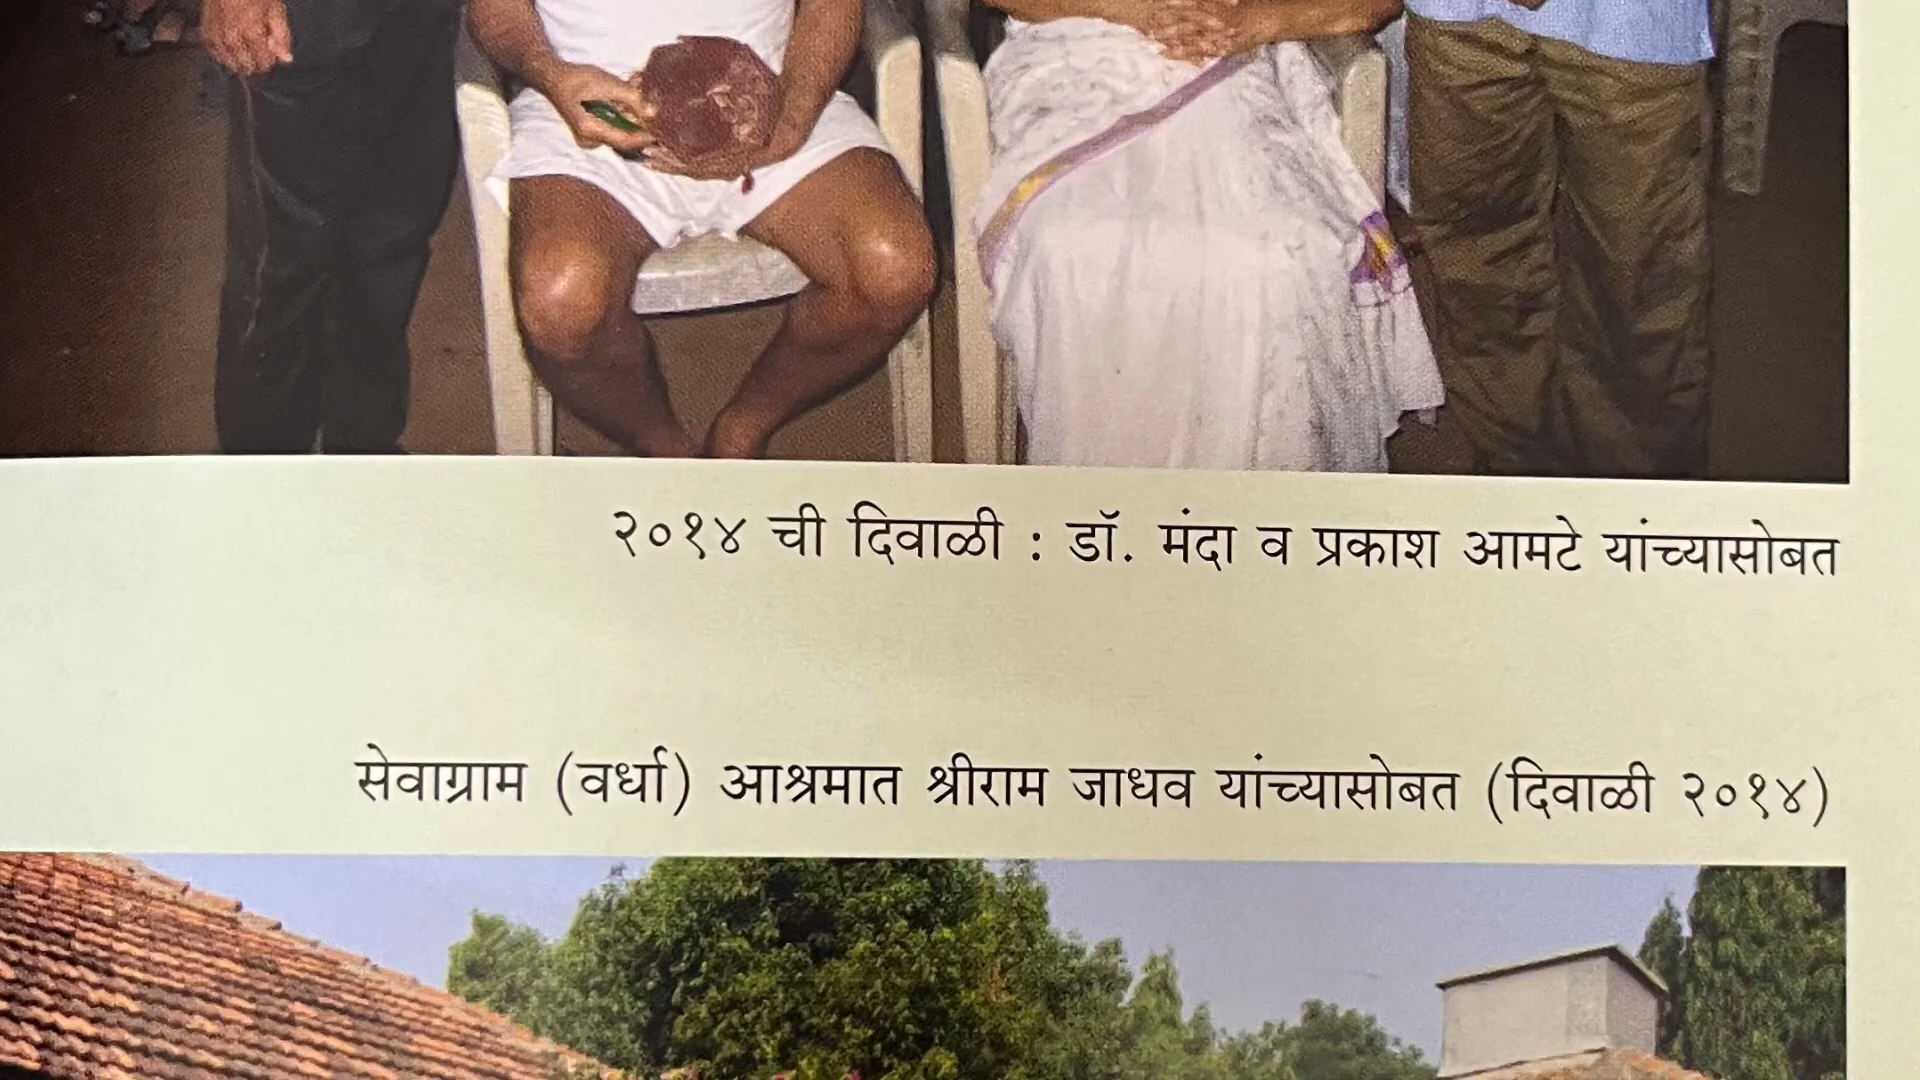 २०१४ ची दिवाळी : डॉ. मंदा व प्रकाश आमटे यांच्यासोबत
सेवाग्राम (वर्धा) आश्रमात श्रीराम जाधव यांच्यासोबत (दिवाळी २०१४)